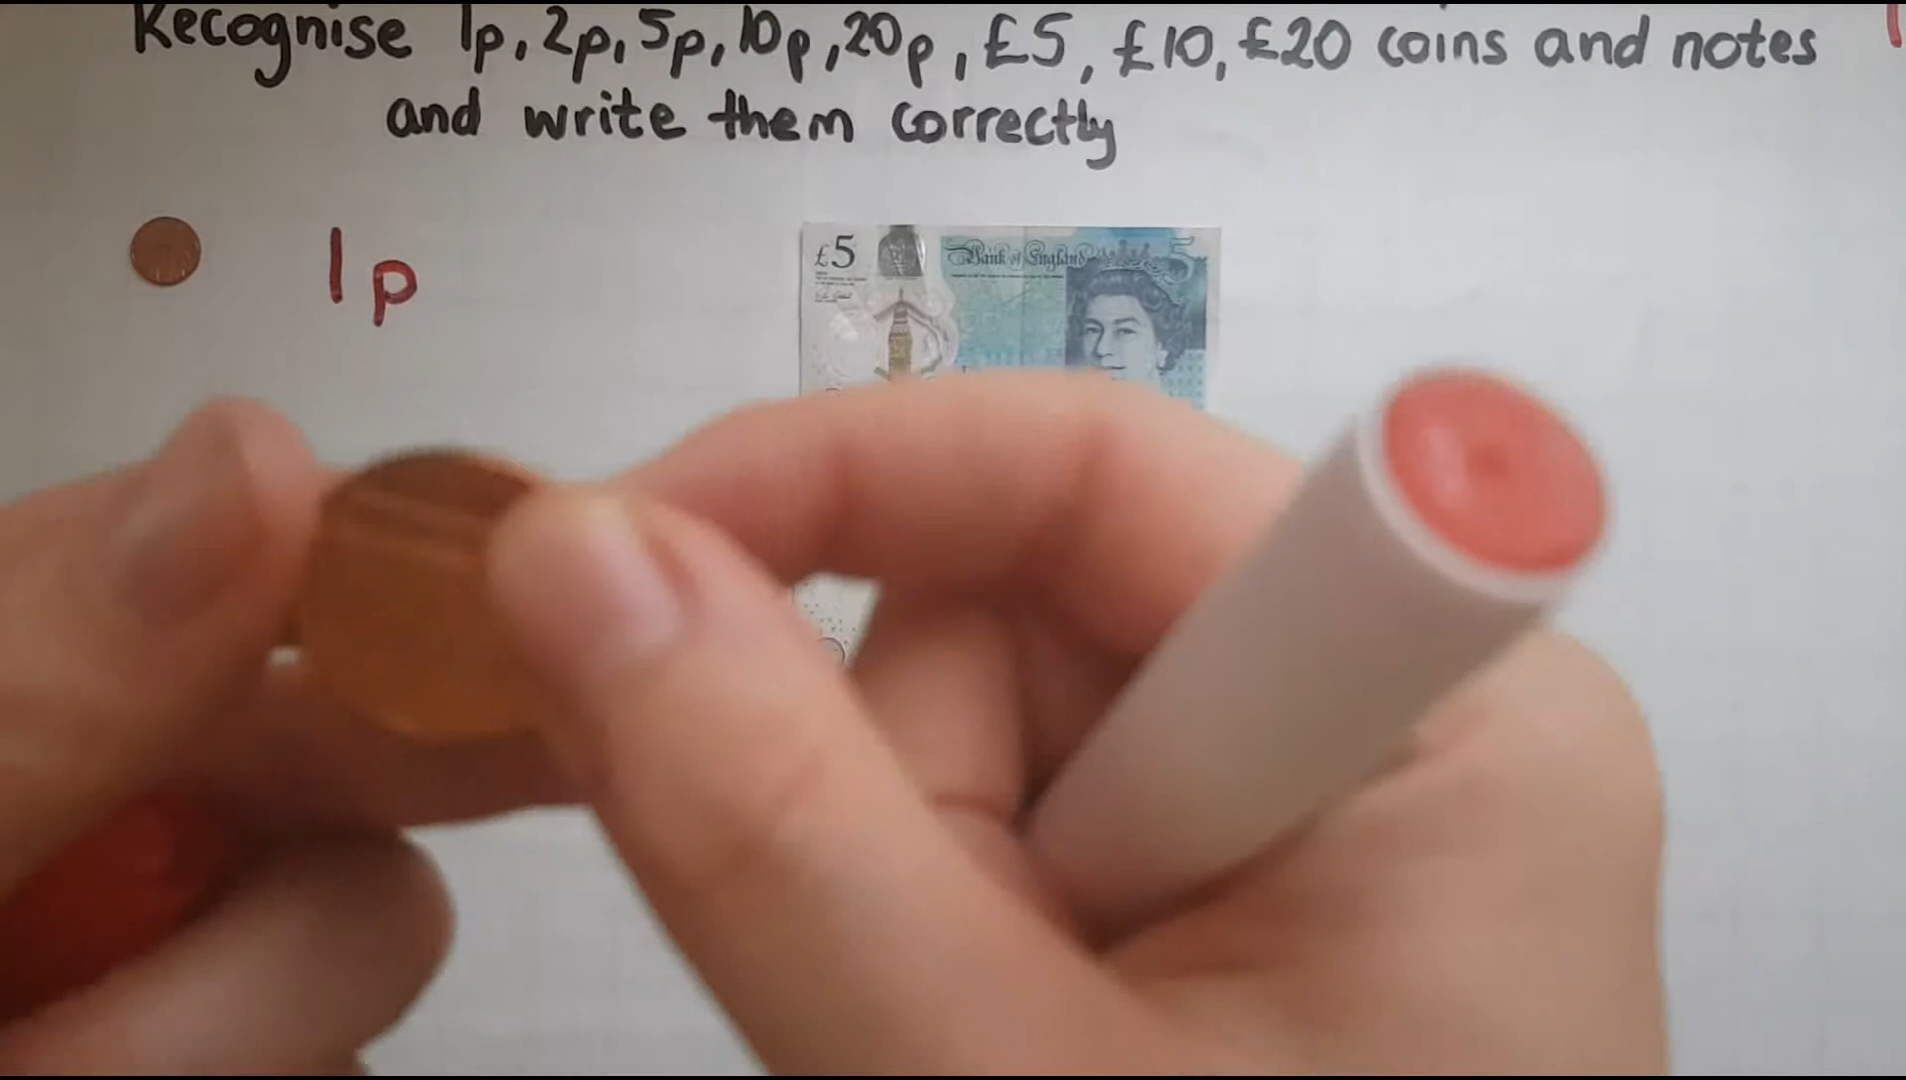 Recognise 1p, 2p, 5p, 10p, 20p, £5, £10, £20 coins and notes
and write them correctly
1p
£5
Bank of England
5